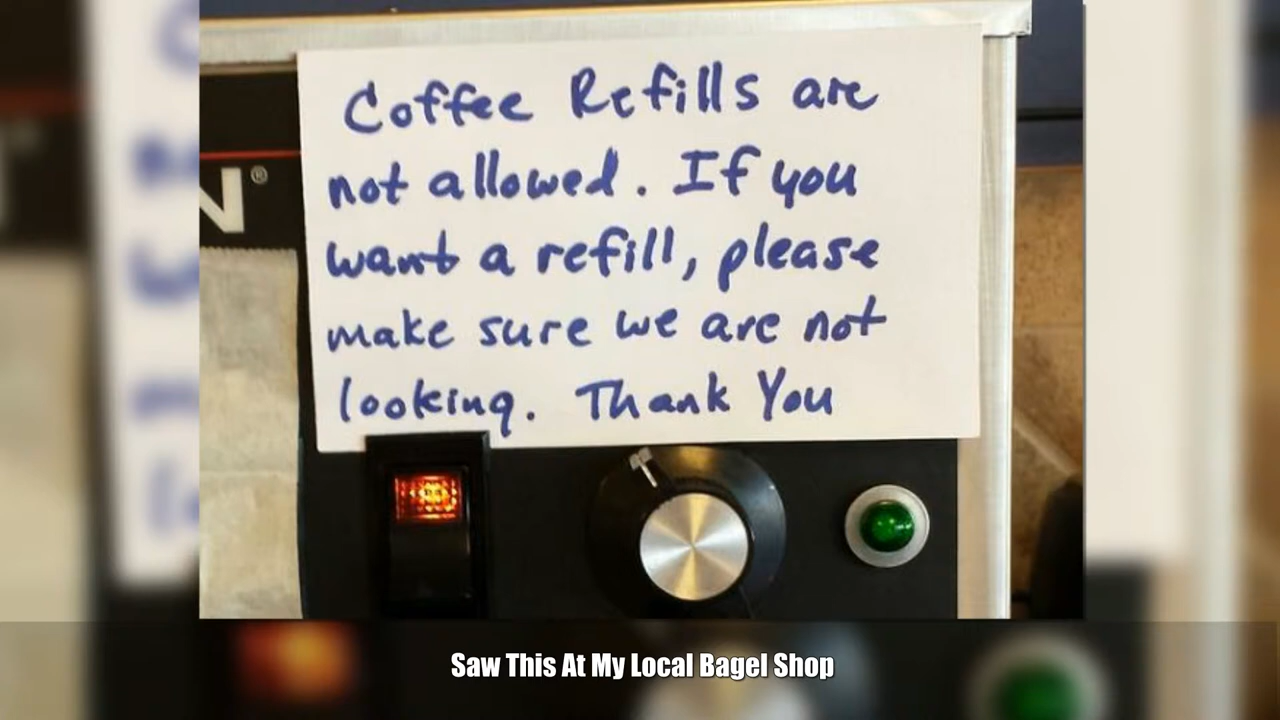 Coffee Refills are
not allowed. If you
want a refill, please
make sure we are not
looking. Thank You
N®
Saw This At My Local Bagel Shop